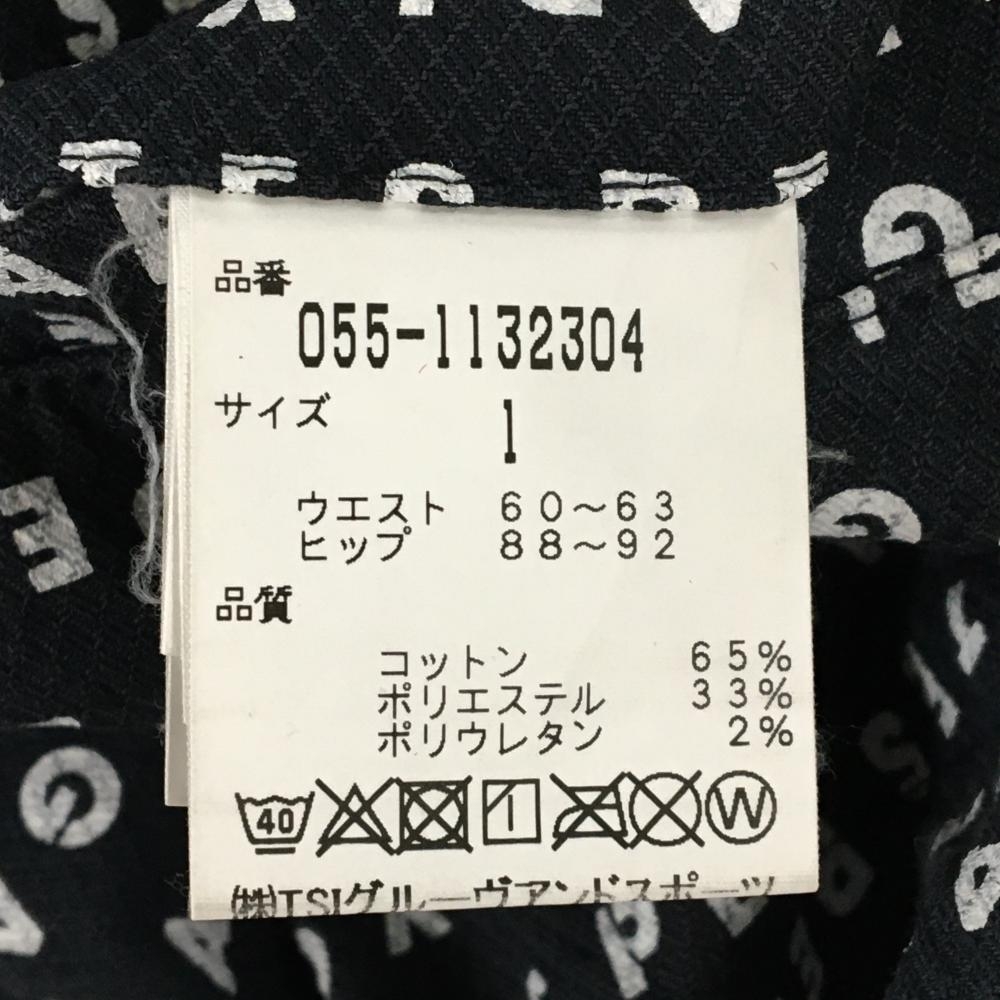 品番
055-1132304
サイズ 1
ウエスト 60～63
ヒップ 88～92
品質
コットン 65%
ポリエステル 33%
ポリウレタン 2%
40 W
㈱TSIグルーヴアンドスポーツ